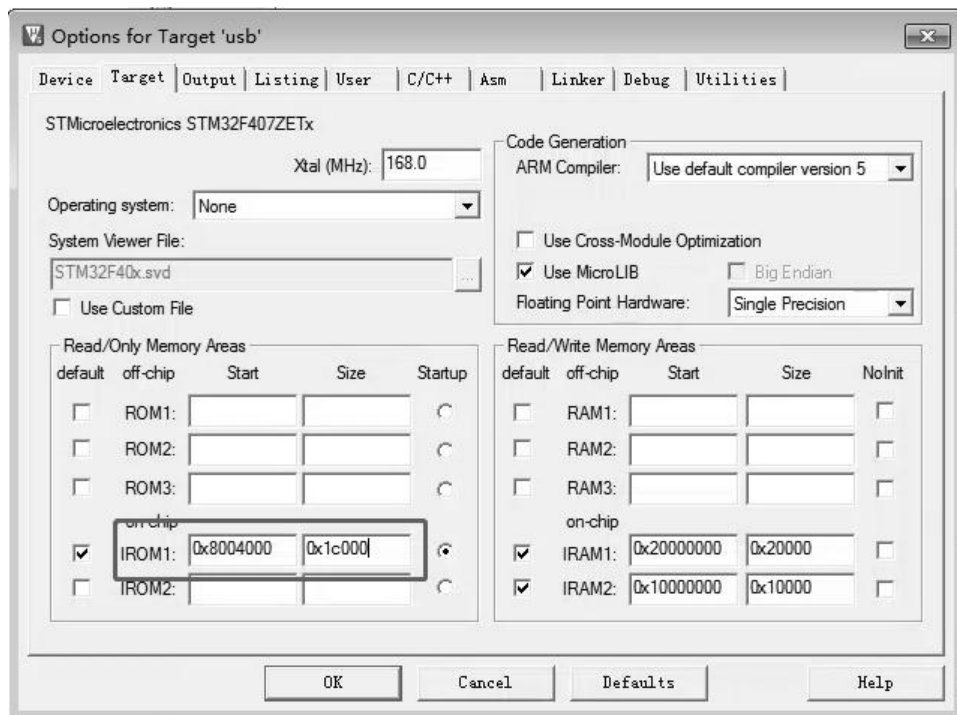 Options for Target 'usb'
Device Target Output Listing User C/C++ Asm Linker Debug Utilities
STMicroelectronics STM32F407ZETx
Xtal (MHz): 168.0
Operating system: None
System Viewer File:
STM32F40x.svd ...
Use Custom File
Code Generation
ARM Compiler: Use default compiler version 5
Use Cross-Module Optimization
Use MicroLIB Big Endian
Floating Point Hardware: Single Precision
Read/Only Memory Areas
default off-chip Start Size Startup
ROM1:
ROM2:
ROM3:
on-chip
IROM1: 0x8004000 0x1c000
IROM2:
Read/Write Memory Areas
default off-chip Start Size NoInit
RAM1:
RAM2:
RAM3:
on-chip
IRAM1: 0x20000000 0x20000
IRAM2: 0x10000000 0x10000
OK Cancel Defaults Help